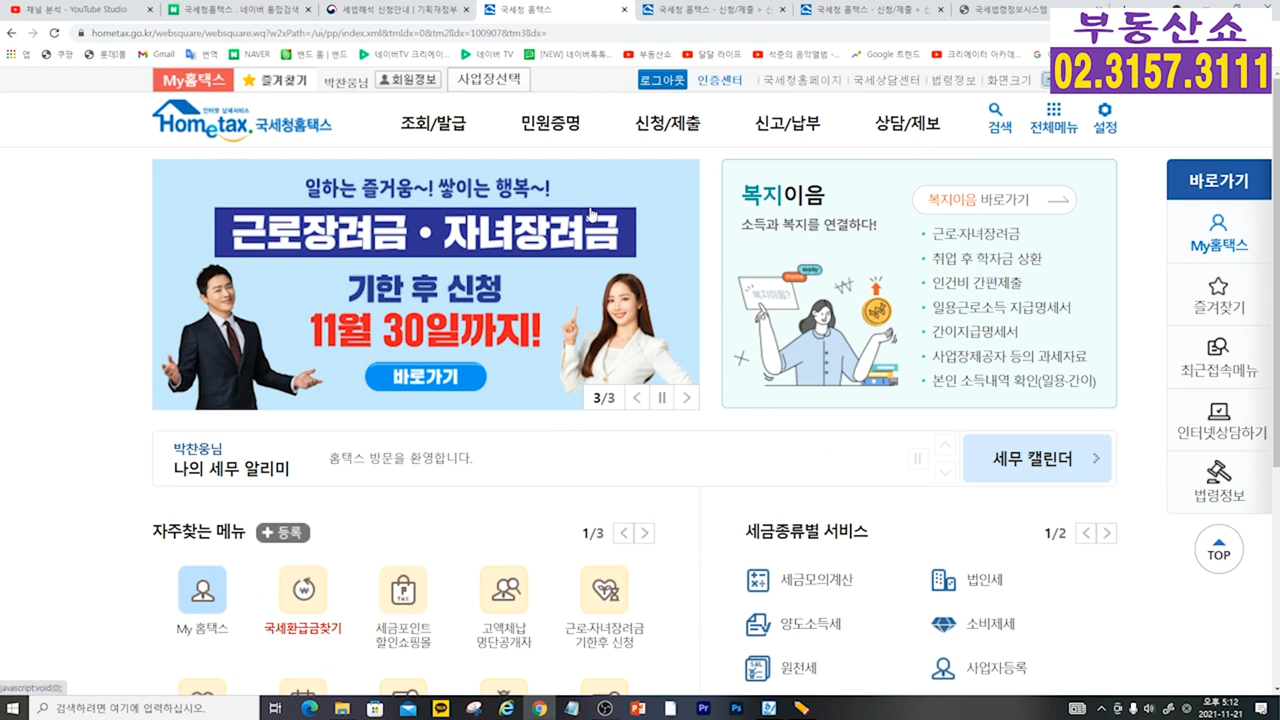 채널 분석 - YouTube Studio
국세청 홈택스 : 네이버 통합검색
세법해석 신청안내 | 기획재정부
국세청 홈택스
국세청 홈택스 - 신청/제출 > 신
국세청 홈택스 - 신청/제출 > 신
국세법령정보시스템
부동산쇼
02.3157.3111
hometax.go.kr/websquare/websquare.wq?w2xPath=/ui/pp/index.xml&tmIdx=0&tm2lIdx=100907&tm3lIdx=
앱
쿠팡
롯데몰
Gmail
번역
NAVER
밴드 홈 | 밴드
네이버TV 크리에이...
네이버 TV
[NEW] 네이버톡톡...
부동산쇼
달달 라이프
석준의 음악앨범-...
Google 트렌드
크리에이터 아카데...
My홈택스
즐겨찾기
박찬웅님
회원정보
사업장선택
로그아웃
인증센터
국세청홈페이지
국세상담센터
법령정보
화면크기
인터넷 납세서비스
Hometax. 국세청홈택스
조회/발급
민원증명
신청/제출
신고/납부
상담/제보
검색
전체메뉴
설정
일하는 즐거움~! 쌓이는 행복~!
근로장려금 • 자녀장려금
기한 후 신청
11월 30일까지!
바로가기
3/3
복지이음
복지이음 바로가기
소득과 복지를 연결하다!
복지이음?
• 근로·자녀장려금
• 취업 후 학자금 상환
• 인건비 간편제출
• 일용근로소득 지급명세서
• 간이지급명세서
• 사업장제공자 등의 과세자료
• 본인 소득내역 확인(일용·간이)
바로가기
My홈택스
즐겨찾기
최근접속메뉴
인터넷상담하기
법령정보
TOP
박찬웅님
나의 세무 알리미
홈택스 방문을 환영합니다.
세무 캘린더
자주찾는 메뉴
+ 등록
1/3
My 홈택스
국세환급금찾기
세금포인트
할인쇼핑몰
고액체납
명단공개자
근로·자녀장려금
기한후 신청
세금종류별 서비스
1/2
세금모의계산
법인세
양도소득세
소비제세
원천세
사업자등록
javascript:void(0);
검색하려면 여기에 입력하십시오.
오후 5:12
2021-11-21